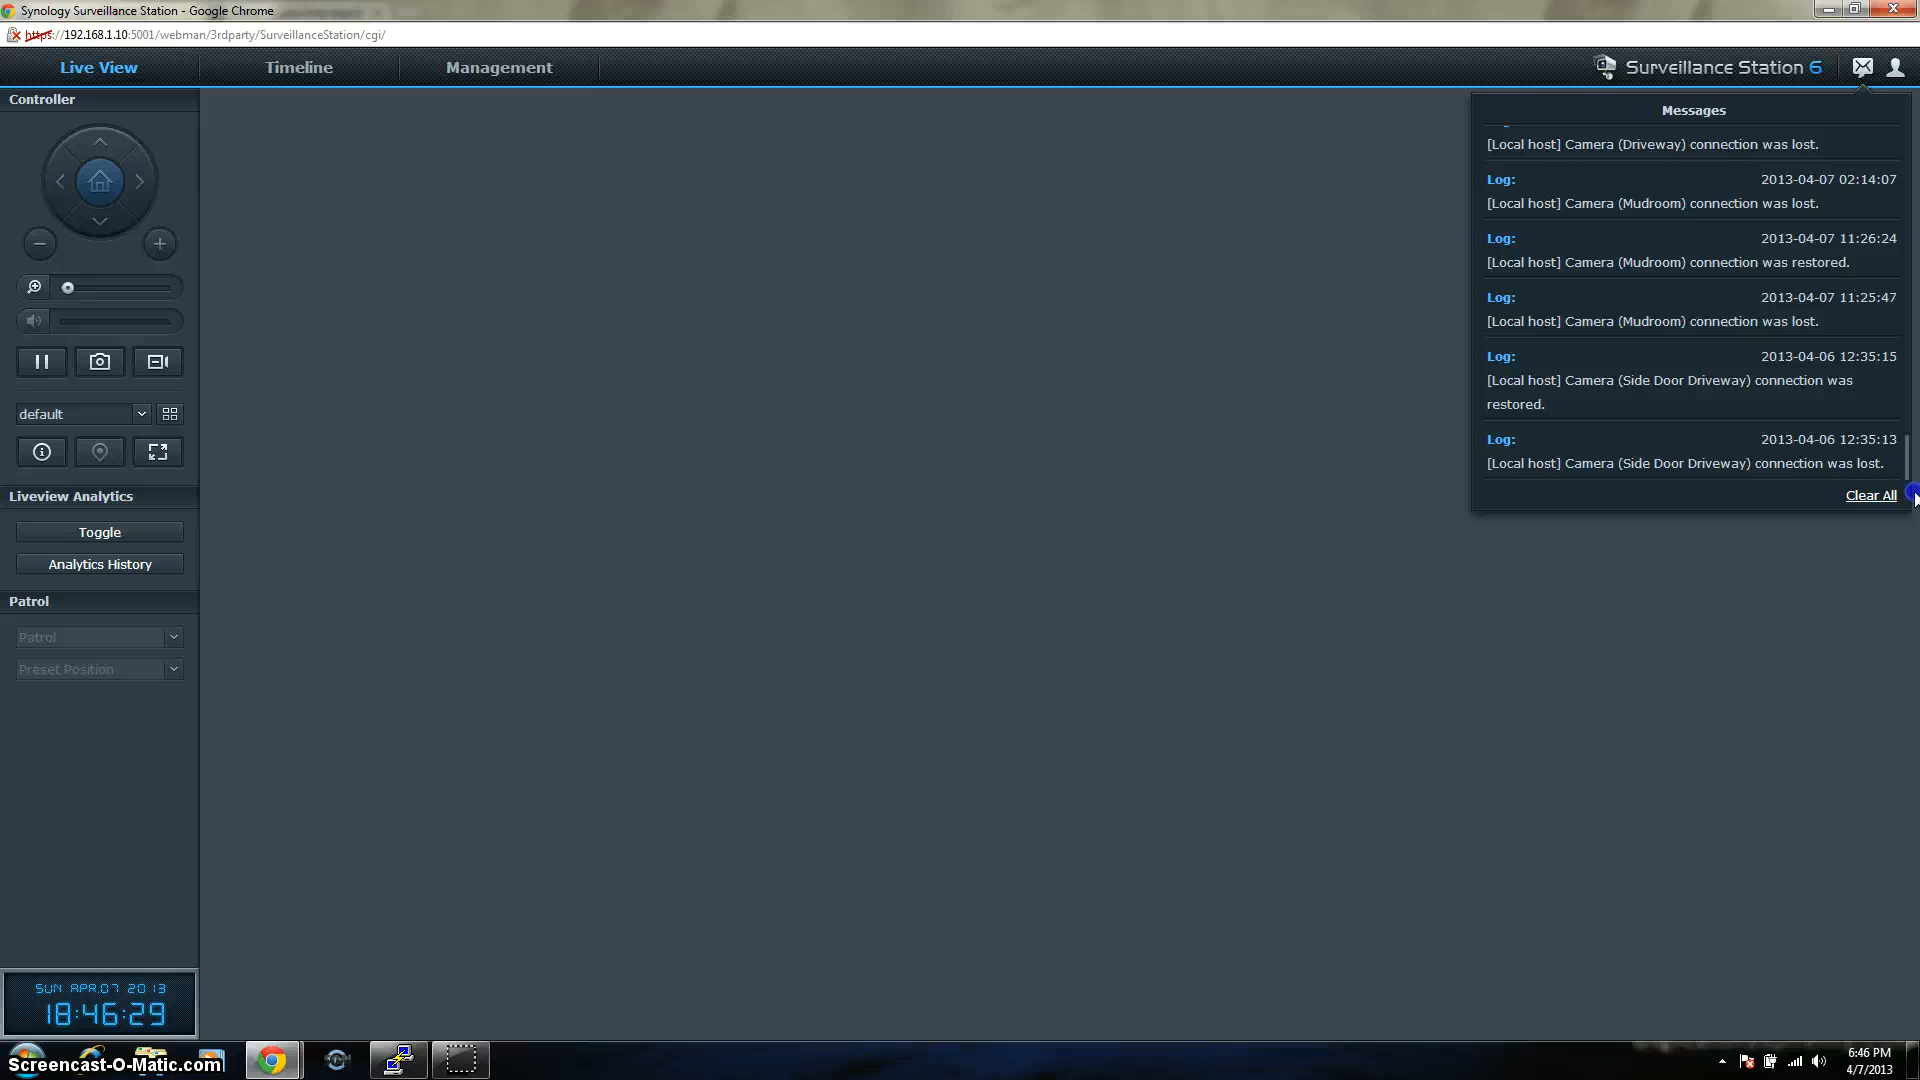 Synology Surveillance Station - Google Chrome
https://192.168.1.10:5001/webman/3rdparty/SurveillanceStation/cgi/
Live View
Timeline
Management
Surveillance Station 6
Controller
default
Liveview Analytics
Toggle
Analytics History
Patrol
Patrol
Preset Position
SUN APR.07 2013
18:46:29
Messages
[Local host] Camera (Driveway) connection was lost.
Log: 2013-04-07 02:14:07
[Local host] Camera (Mudroom) connection was lost.
Log: 2013-04-07 11:26:24
[Local host] Camera (Mudroom) connection was restored.
Log: 2013-04-07 11:25:47
[Local host] Camera (Mudroom) connection was lost.
Log: 2013-04-06 12:35:15
[Local host] Camera (Side Door Driveway) connection was
restored.
Log: 2013-04-06 12:35:13
[Local host] Camera (Side Door Driveway) connection was lost.
Clear All
Screencast-O-Matic.com
6:46 PM
4/7/2013